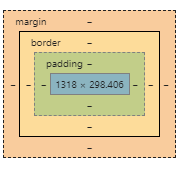 margin –
border –
padding –
– – – 1318 × 298.406 – – –
–
–
–